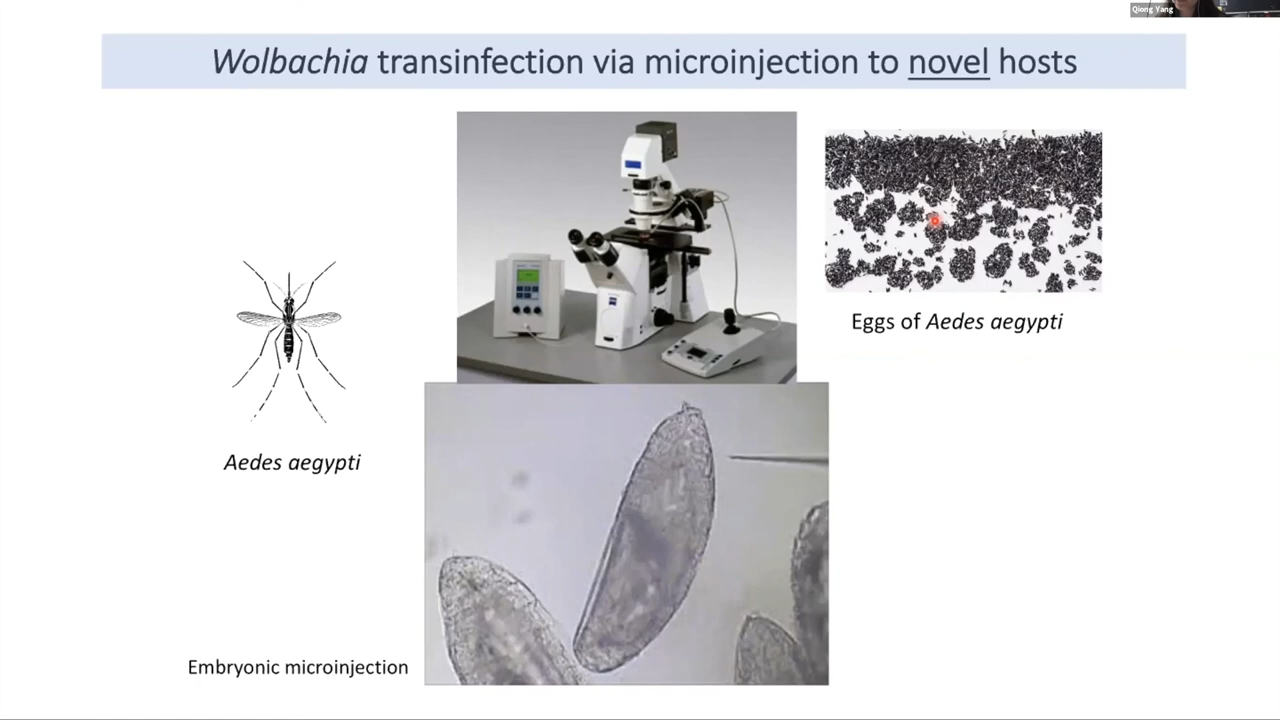 Qiong Yang
Wolbachia transinfection via microinjection to novel hosts
Eggs of Aedes aegypti
Aedes aegypti
Embryonic microinjection